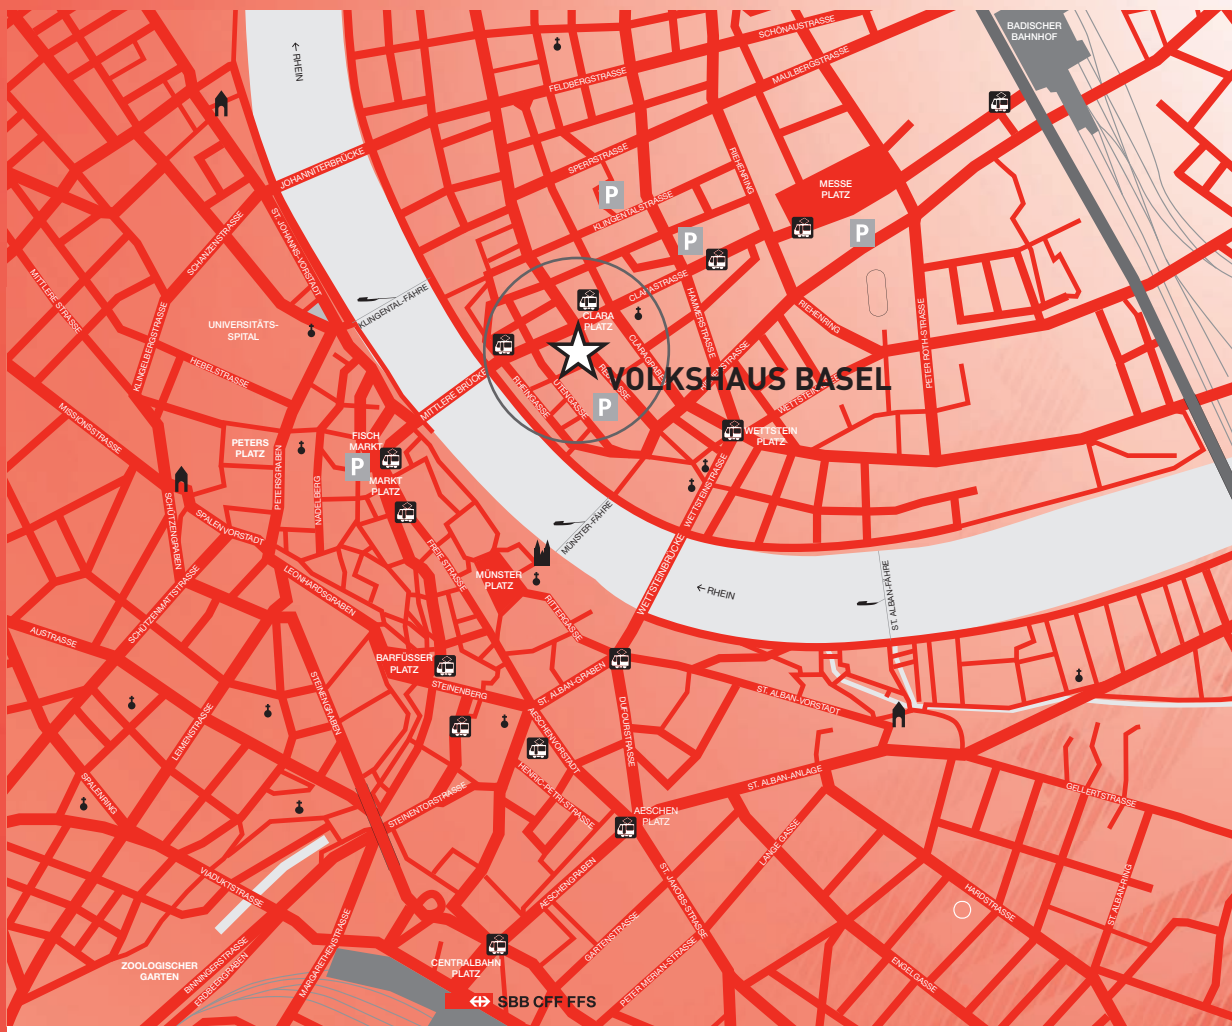 BADISCHER
BAHNHOF
SCHÖNAUSTRASSE
← RHEIN
MAULBERGSTRASSE
FELDBERGSTRASSE
JOHANNITERBRÜCKE
SPERRSTRASSE
RIEHENRING
MESSE
PLATZ
P
KLINGENTALSTRASSE
P
P
SCHANZENSTRASSE
ST. JOHANNS-VORSTADT
MITTLERE STRASSE
KLINGENTAL-FÄHRE
CLARASTRASSE
HAMMERSTRASSE
RIEHENRING
CLARA
PLATZ
UNIVERSITÄTS-
SPITAL
KLINGELBERGSTRASSE
HEBELSTRASSE
CLARAGRABEN
PETER ROTH-STRASSE
VOLKSHAUS BASEL
MITTLERE BRÜCKE
RHEINGASSE
UTENGASSE
P
MISSIONSSTRASSE
PETERS
PLATZ
PETERSGRABEN
NADELBERG
FISCH
MARKT
P
MARKT
PLATZ
WETTSTEIN
PLATZ
WETTSTEINSTRASSE
SCHÜTZENGRABEN
SPALENVORSTADT
MÜNSTER-FÄHRE
FREIE STRASSE
LEONHARDSGRABEN
SCHÜTZENMATTSTRASSE
MÜNSTER
PLATZ
RITTERGASSE
WETTSTEINBRÜCKE
← RHEIN
ST. ALBAN-FÄHRE
AUSTRASSE
BARFÜSSER
PLATZ
STEINENBERG
ST. ALBAN-GRABEN
ST. ALBAN-VORSTADT
STEINENGRABEN
DUFOURSTRASSE
AESCHENVORSTADT
LEIMENSTRASSE
HENRIC-PETRI-STRASSE
ST. ALBAN-ANLAGE
GELLERTSTRASSE
SPALENRING
STEINENTORSTRASSE
AESCHEN
PLATZ
LANGE GASSE
VIADUKTSTRASSE
AESCHENGRABEN
ST. JAKOBS-STRASSE
HARDSTRASSE
ST. ALBAN-RING
GARTENSTRASSE
MARGARETHENSTRASSE
BINNINGERSTRASSE
ERDBEERGRABEN
ZOOLOGISCHER
GARTEN
CENTRALBAHN
PLATZ
PETER MERIAN-STRASSE
ENGELGASSE
SBB CFF FFS